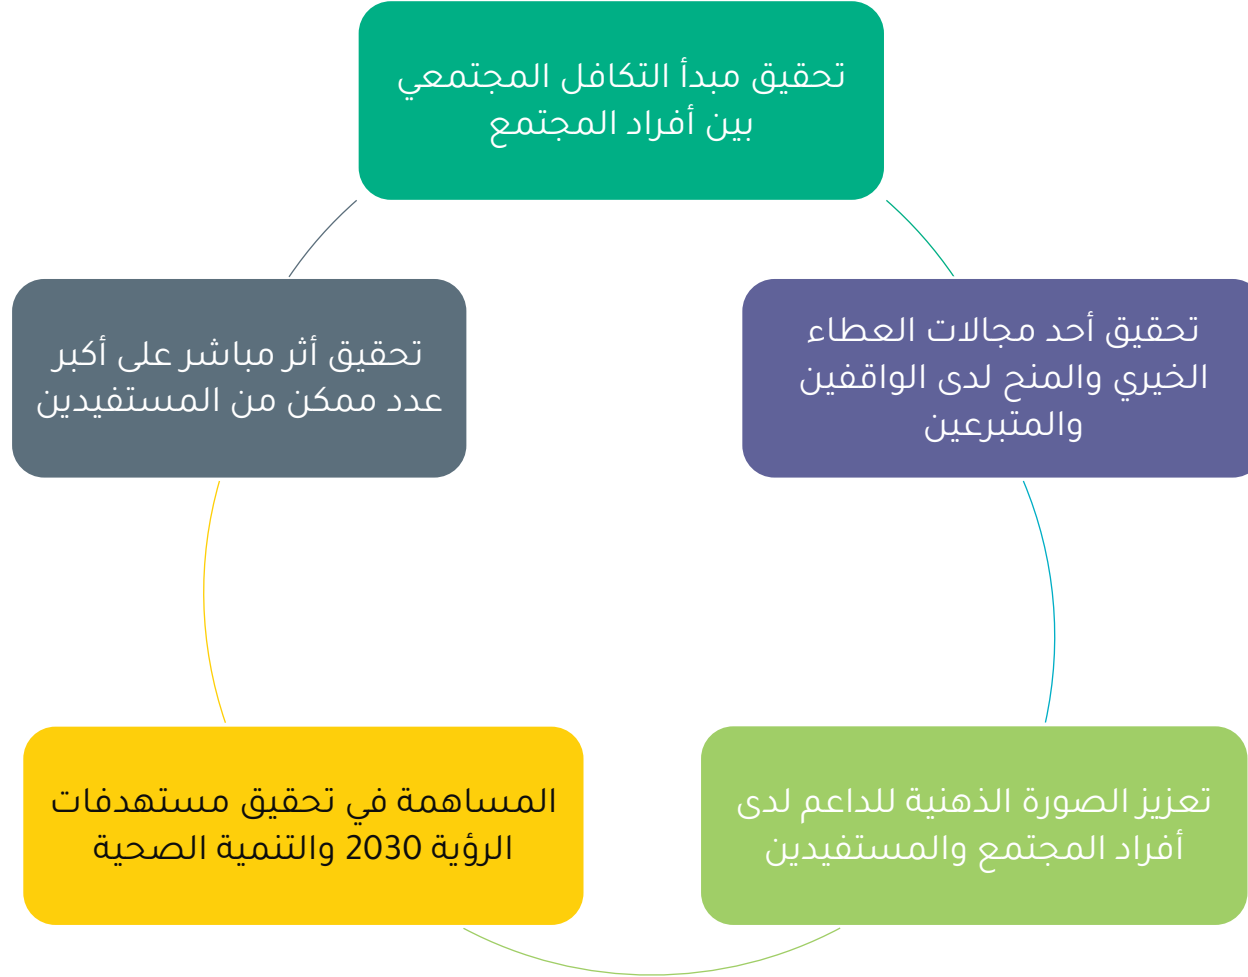 تحقيق مبدأ التكافل المجتمعي
بين أفراد المجتمع
تحقيق أحد مجالات العطاء
الخيري والمنح لدى الواقفين
والمتبرعين
تعزيز الصورة الذهنية للداعم لدى
أفراد المجتمع والمستفيدين
المساهمة في تحقيق مستهدفات
الرؤية 2030 والتنمية الصحية
تحقيق أثر مباشر على أكبر
عدد ممكن من المستفيدين